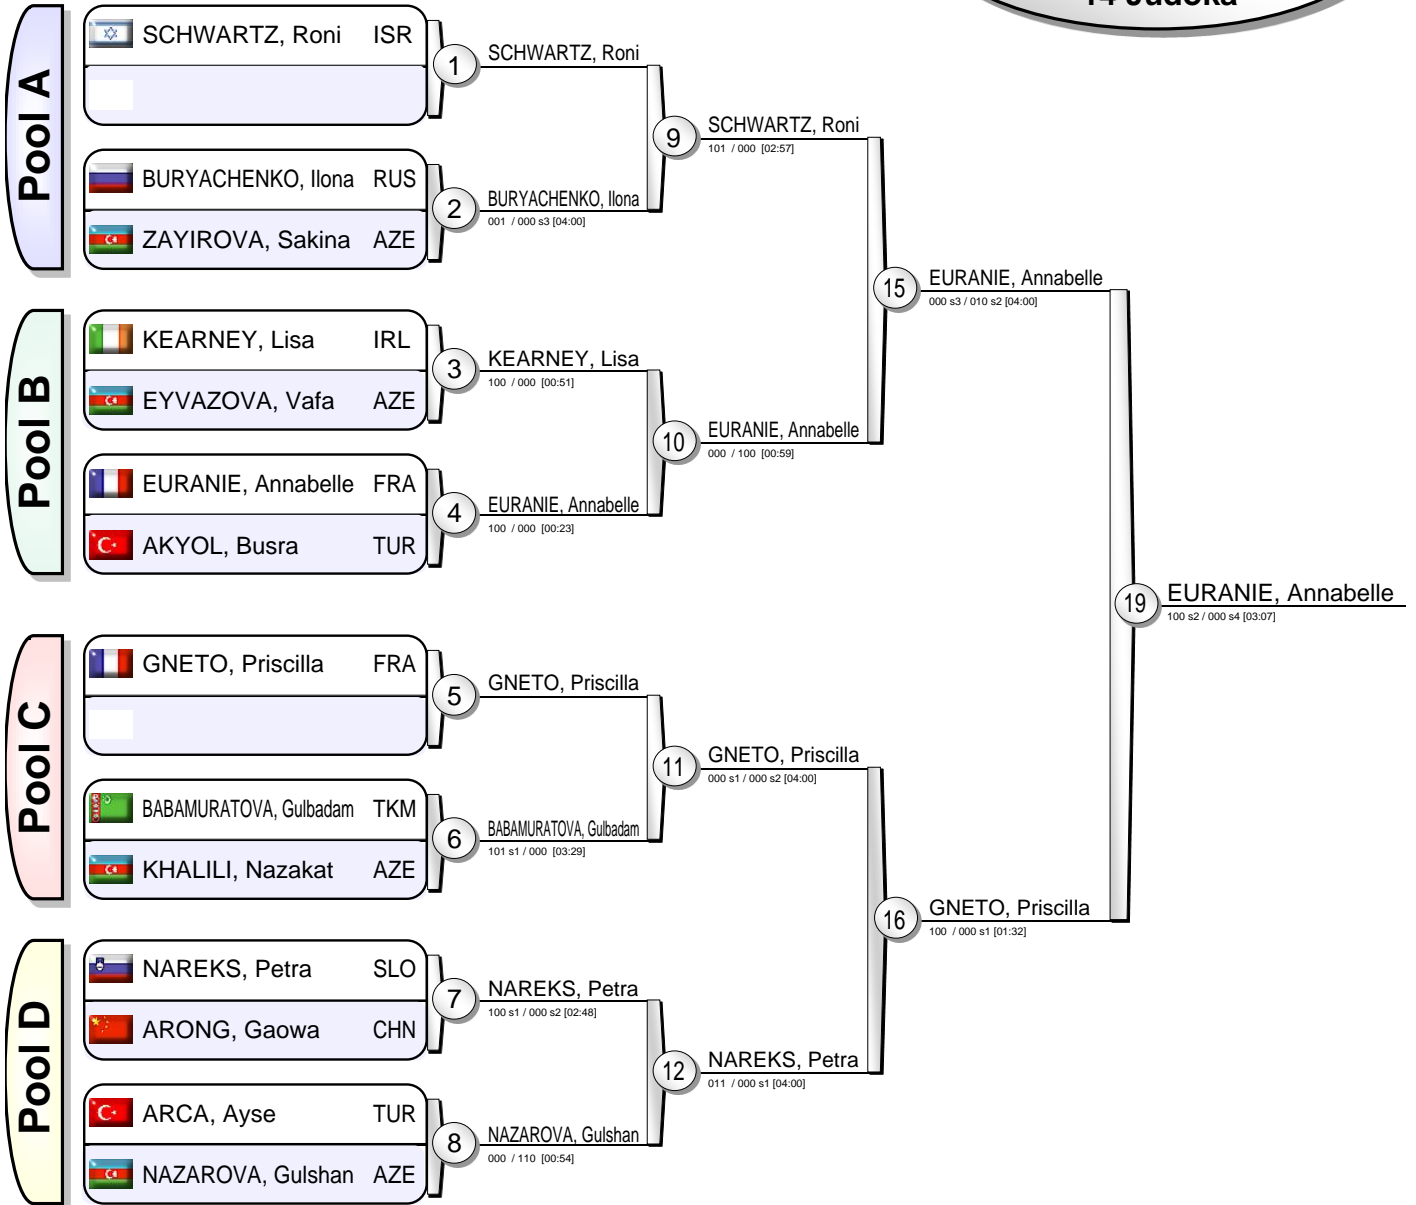 14 Judoka
Pool A
SCHWARTZ, Roni ISR
1
SCHWARTZ, Roni
BURYACHENKO, Ilona RUS
ZAYIROVA, Sakina AZE
2
BURYACHENKO, Ilona
001 / 000 s3 [04:00]
9
SCHWARTZ, Roni
101 / 000 [02:57]
Pool B
KEARNEY, Lisa IRL
EYVAZOVA, Vafa AZE
3
KEARNEY, Lisa
100 / 000 [00:51]
EURANIE, Annabelle FRA
AKYOL, Busra TUR
4
EURANIE, Annabelle
100 / 000 [00:23]
10
EURANIE, Annabelle
000 / 100 [00:59]
15
EURANIE, Annabelle
000 s3 / 010 s2 [04:00]
Pool C
GNETO, Priscilla FRA
5
GNETO, Priscilla
BABAMURATOVA, Gulbadam TKM
KHALILI, Nazakat AZE
6
BABAMURATOVA, Gulbadam
101 s1 / 000 [03:29]
11
GNETO, Priscilla
000 s1 / 000 s2 [04:00]
Pool D
NAREKS, Petra SLO
ARONG, Gaowa CHN
7
NAREKS, Petra
100 s1 / 000 s2 [02:48]
ARCA, Ayse TUR
NAZAROVA, Gulshan AZE
8
NAZAROVA, Gulshan
000 / 110 [00:54]
12
NAREKS, Petra
011 / 000 s1 [04:00]
16
GNETO, Priscilla
100 / 000 s1 [01:32]
19
EURANIE, Annabelle
100 s2 / 000 s4 [03:07]